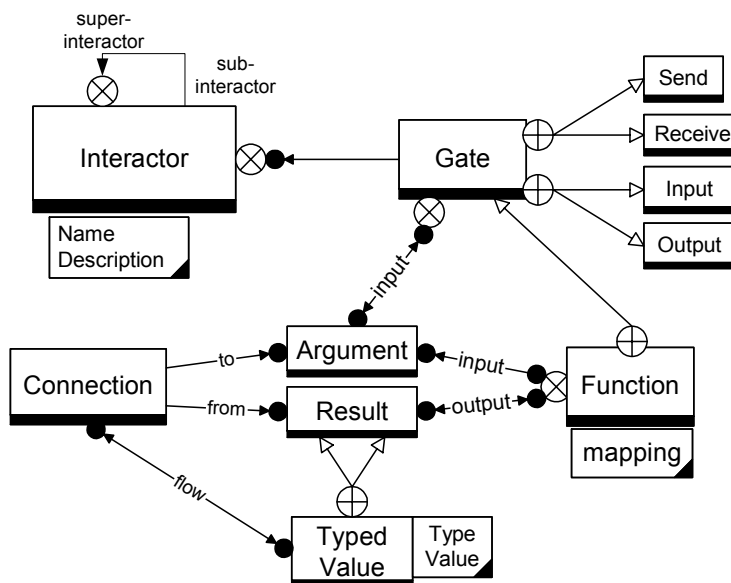 super-
interactor
sub-
interactor
Interactor
Name
Description
Gate
Send
Receive
Input
Output
input
Connection
to
from
Argument
Result
input
output
Function
mapping
flow
Typed
Value
Type
Value